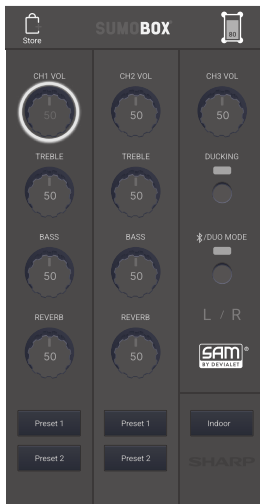 Store
SUMOBOX
80
CH1 VOL CH2 VOL CH3 VOL
50 50 50
TREBLE TREBLE DUCKING
50 50
BASS BASS /DUO MODE
50 50
REVERB REVERB L / R
50 50
SAM®
BY DEVIALET
Preset 1 Preset 1 Indoor
Preset 2 Preset 2 SHARP